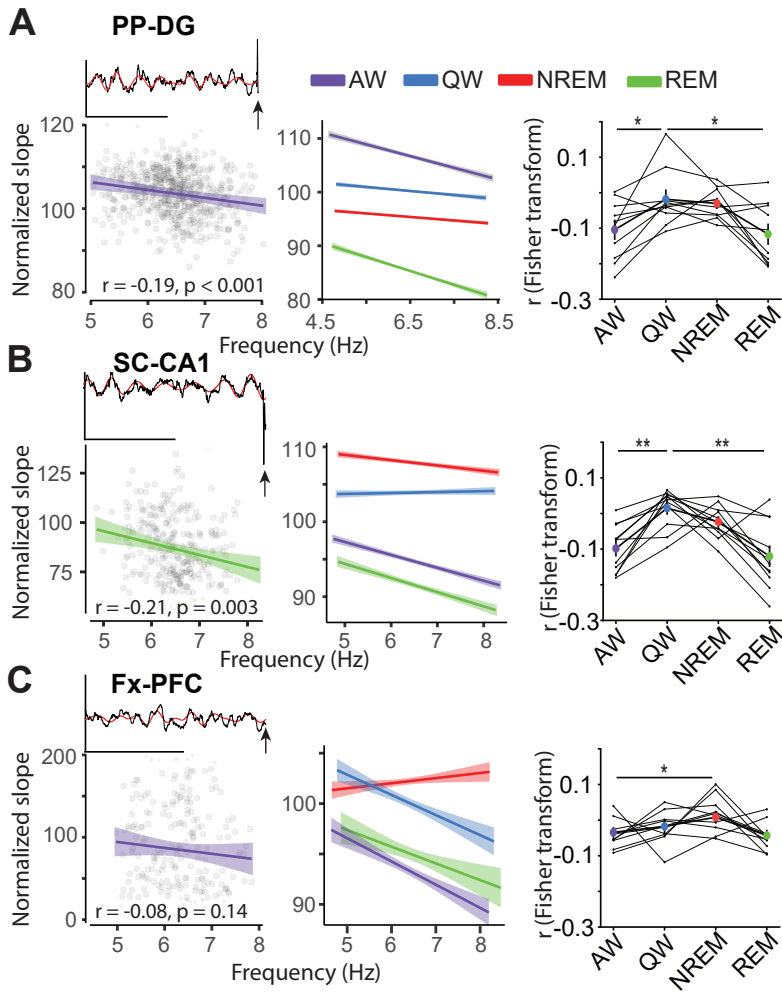 A
PP-DG
AW QW NREM REM
Normalized slope
120
100
80
r = -0.19, p < 0.001
5 6 7 8
110
100
90
80
4.5 6.5 8.5
Frequency (Hz)
r (Fisher transform)
0.1
-0.1
-0.3
* *
AW QW NREM REM
B
SC-CA1
Normalized slope
125
100
75
r = -0.21, p = 0.003
5 6 7 8
110
100
90
5 6 7 8
Frequency (Hz)
r (Fisher transform)
0.1
-0.1
-0.3
** **
AW QW NREM REM
C
Fx-PFC
Normalized slope
200
100
0
r = -0.08, p = 0.14
5 6 7 8
100
90
5 6 7 8
Frequency (Hz)
r (Fisher transform)
0.1
-0.1
-0.3
*
AW QW NREM REM